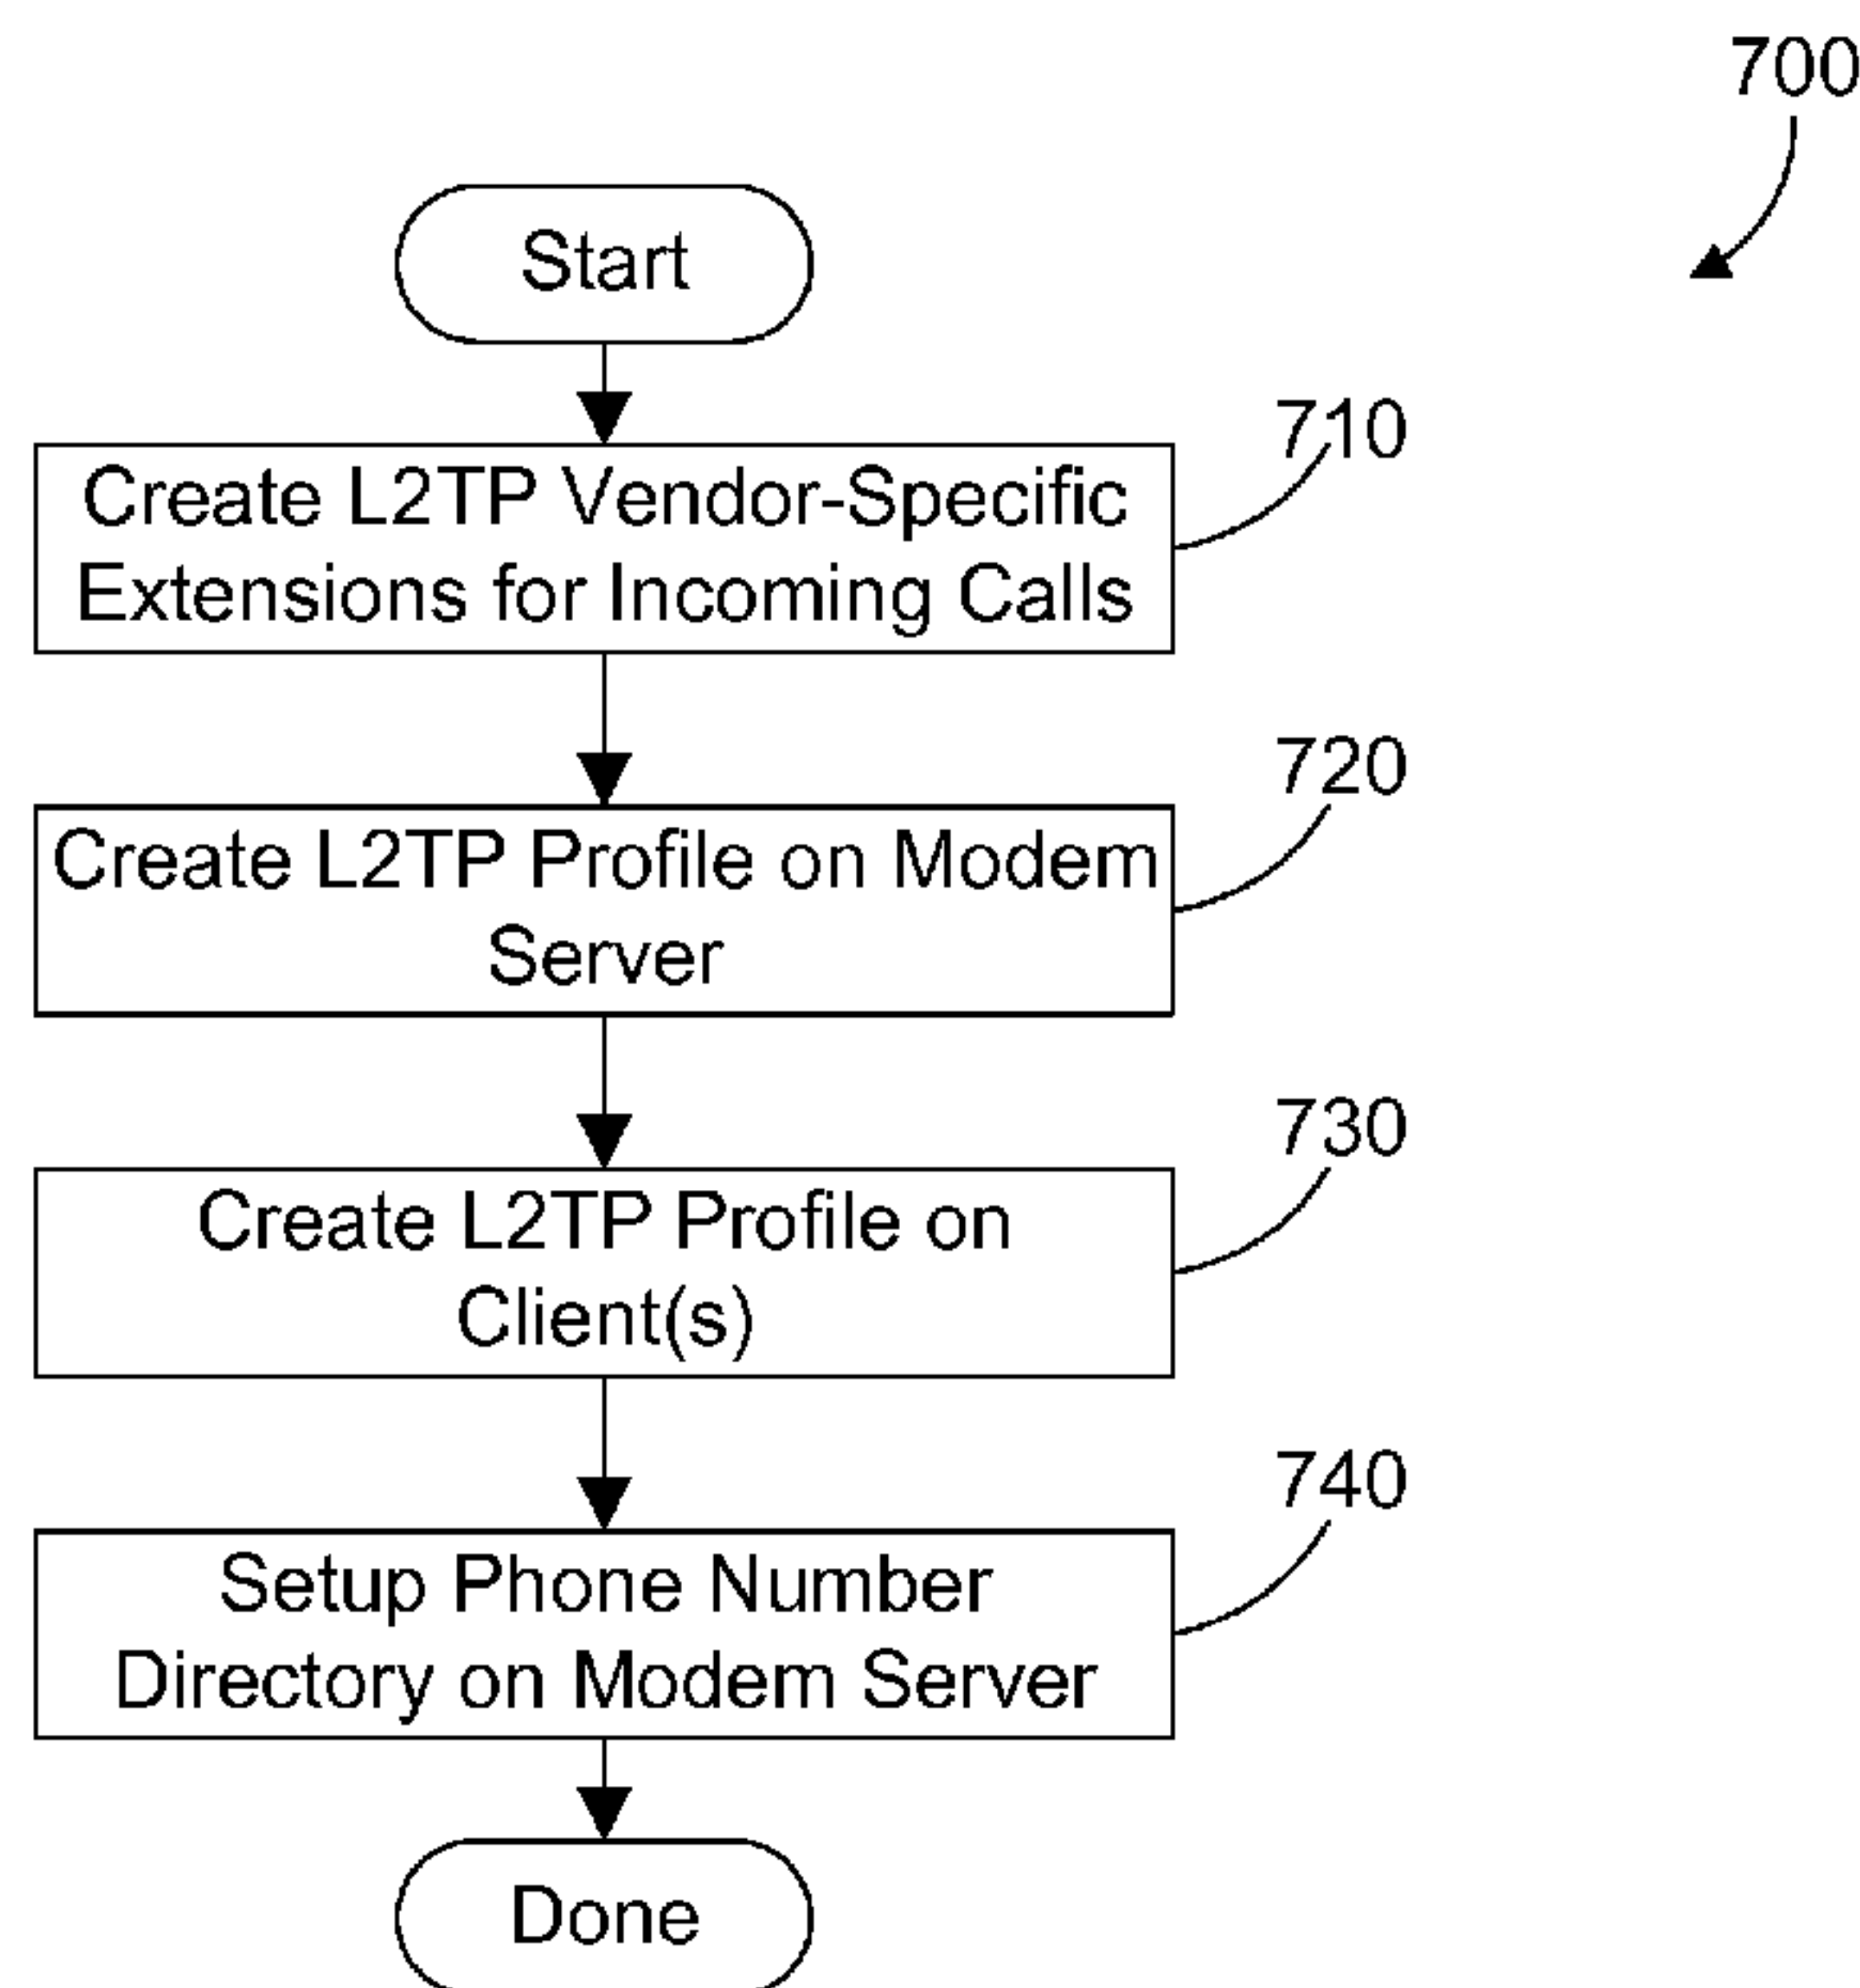 700
Start
710
Create L2TP Vendor-Specific
Extensions for Incoming Calls
720
Create L2TP Profile on Modem
Server
730
Create L2TP Profile on
Client(s)
740
Setup Phone Number
Directory on Modem Server
Done